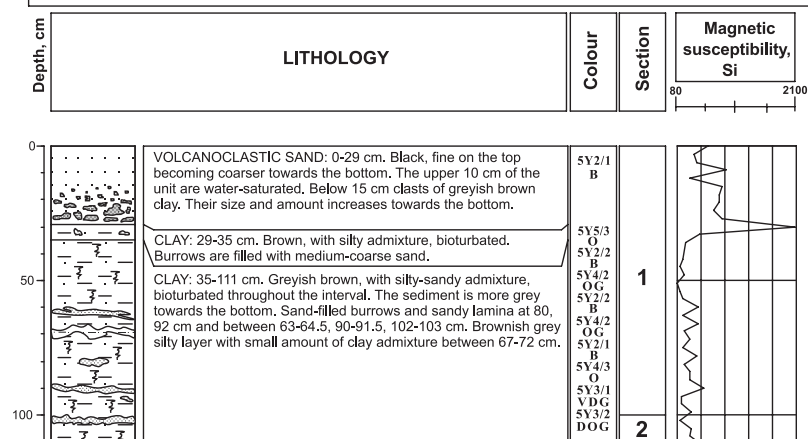 Depth, cm
LITHOLOGY
Colour
Section
Magnetic
susceptibility,
Si
80 2100
0
VOLCANOCLASTIC SAND: 0-29 cm. Black, fine on the top
becoming coarser towards the bottom. The upper 10 cm of the
unit are water-saturated. Below 15 cm clasts of greyish brown
clay. Their size and amount increases towards the bottom.
CLAY: 29-35 cm. Brown, with silty admixture, bioturbated.
Burrows are filled with medium-coarse sand.
CLAY: 35-111 cm. Greyish brown, with silty-sandy admixture,
bioturbated throughout the interval. The sediment is more grey
towards the bottom. Sand-filled burrows and sandy lamina at 80,
92 cm and between 63-64.5, 90-91.5, 102-103 cm. Brownish grey
silty layer with small amount of clay admixture between 67-72 cm.
50
100
5Y2/1
B
5Y5/3
O
5Y2/2
B
5Y4/2
OG
5Y2/2
B
5Y4/2
OG
5Y2/1
B
5Y4/3
O
5Y3/1
VDG
5Y3/2
DOG
1
2